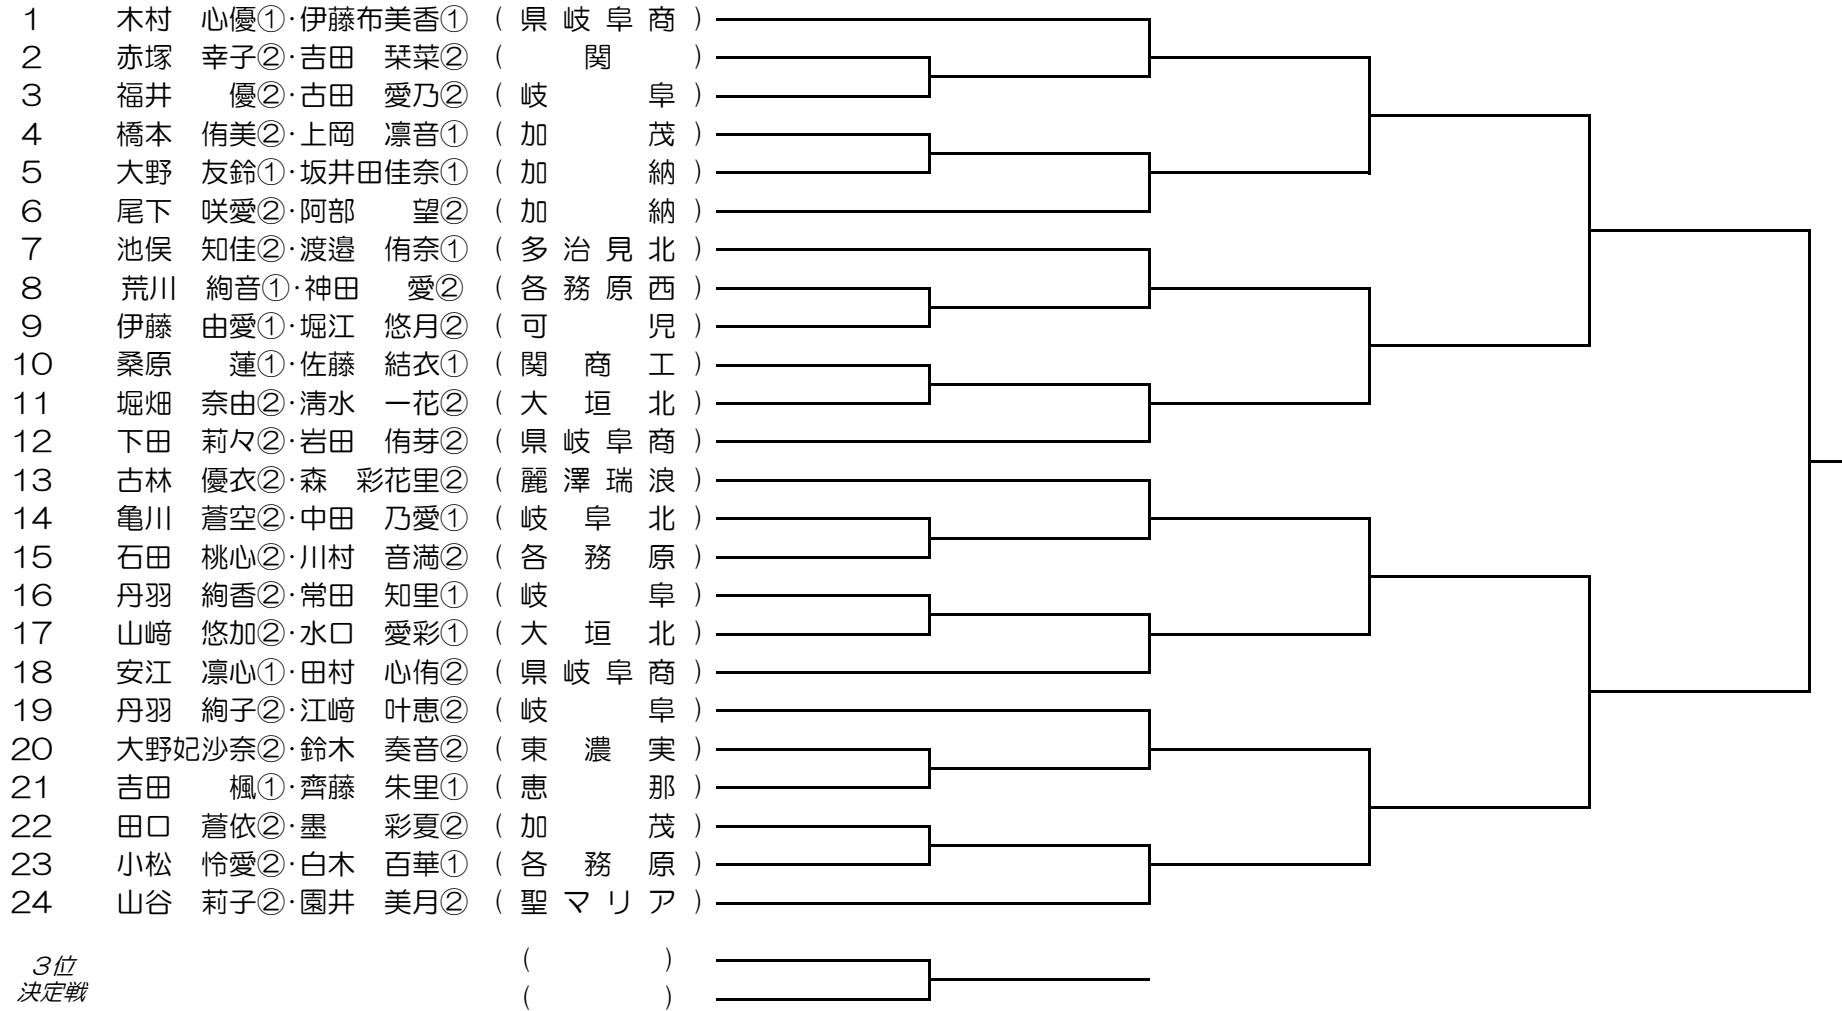 1 木村 心優①・伊藤布美香① ( 県岐阜商 )
2 赤塚 幸子②・吉田 栞菜② ( 関 )
3 福井 優②・古田 愛乃② ( 岐阜 )
4 橋本 侑美②・上岡 凛音① ( 加茂 )
5 大野 友鈴①・坂井田佳奈① ( 加納 )
6 尾下 咲愛②・阿部 望② ( 加納 )
7 池俣 知佳②・渡邉 侑奈① ( 多治見北 )
8 荒川 絢音①・神田 愛② ( 各務原西 )
9 伊藤 由愛①・堀江 悠月② ( 可児 )
10 桑原 蓮①・佐藤 結衣① ( 関商工 )
11 堀畑 奈由②・清水 一花② ( 大垣北 )
12 下田 莉々②・岩田 侑芽② ( 県岐阜商 )
13 古林 優衣②・森 彩花里② ( 麗澤瑞浪 )
14 亀川 蒼空②・中田 乃愛① ( 岐阜北 )
15 石田 桃心②・川村 音満② ( 各務原 )
16 丹羽 絢香②・常田 知里① ( 岐阜 )
17 山﨑 悠加②・水口 愛彩① ( 大垣北 )
18 安江 凛心①・田村 心侑② ( 県岐阜商 )
19 丹羽 絢子②・江﨑 叶恵② ( 岐阜 )
20 大野妃沙奈②・鈴木 奏音② ( 東濃実 )
21 吉田 楓①・齊藤 朱里① ( 恵那 )
22 田口 蒼依②・墨 彩夏② ( 加茂 )
23 小松 怜愛②・白木 百華① ( 各務原 )
24 山谷 莉子②・園井 美月② ( 聖マリア )
3位 ( )
決定戦 ( )